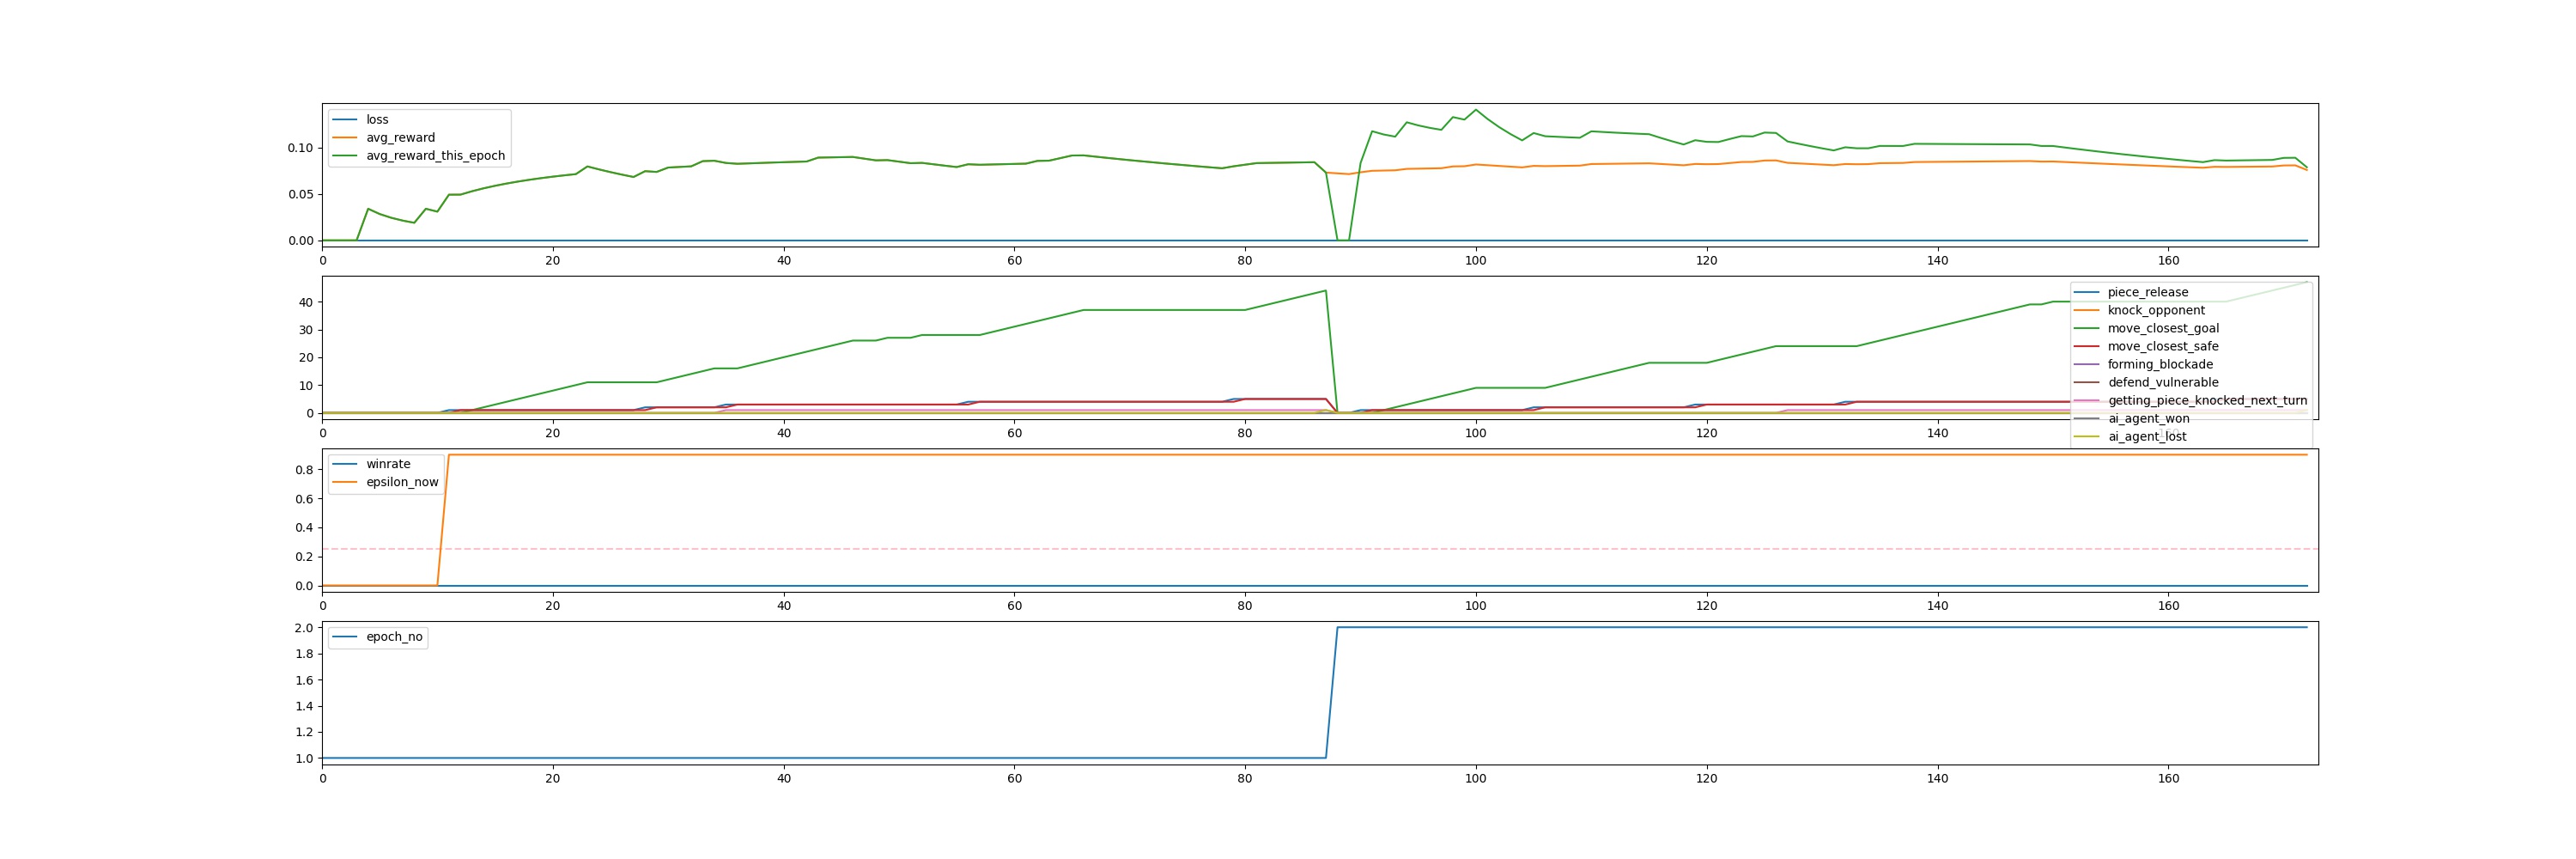 loss
avg_reward
avg_reward_this_epoch
0.10
0.05
0.00
0 20 40 60 80 100 120 140 160
piece_release
knock_opponent
move_closest_goal
move_closest_safe
forming_blockade
defend_vulnerable
getting_piece_knocked_next_turn
ai_agent_won
ai_agent_lost
40
30
20
10
0
0 20 40 60 80 100 120 140 160
winrate
epsilon_now
0.8
0.6
0.4
0.2
0.0
0 20 40 60 80 100 120 140 160
epoch_no
2.0
1.8
1.6
1.4
1.2
1.0
0 20 40 60 80 100 120 140 160